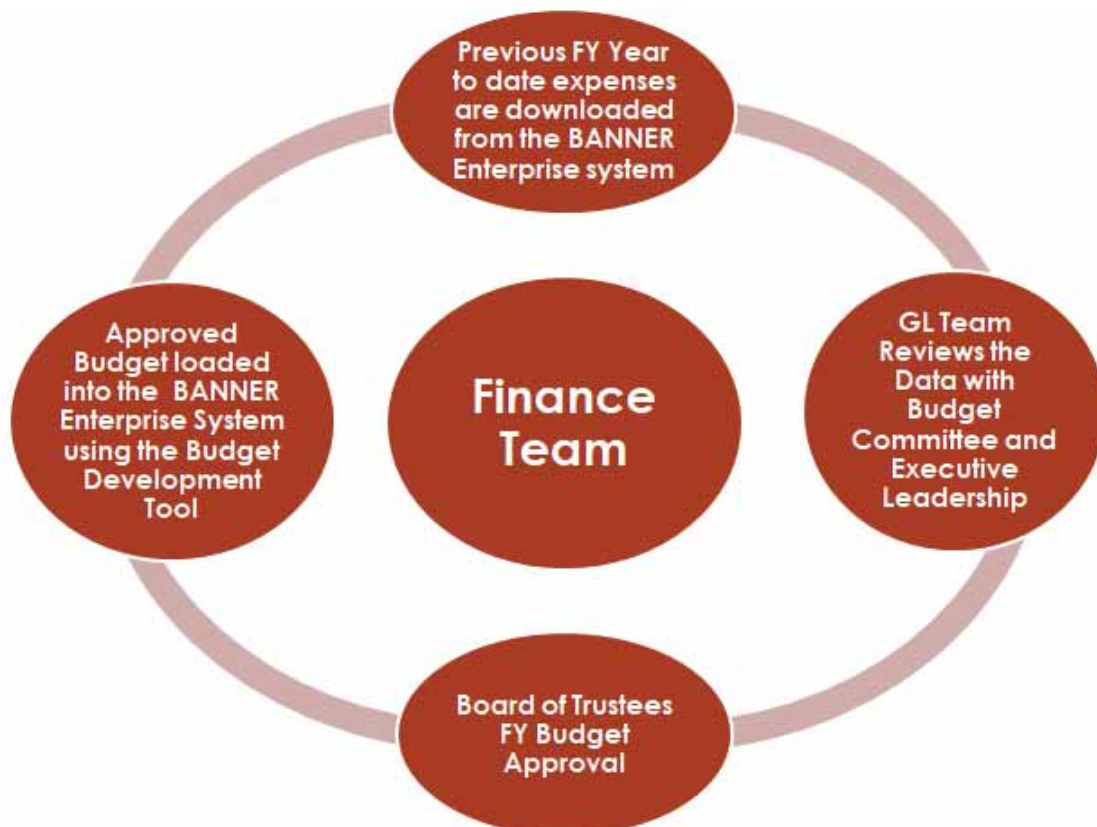 Previous FY Year
to date expenses
are downloaded
from the BANNER
Enterprise system
GL Team
Reviews the
Data with
Budget
Committee and
Executive
Leadership
Board of Trustees
FY Budget
Approval
Approved
Budget loaded
into the BANNER
Enterprise System
using the Budget
Development
Tool
Finance
Team